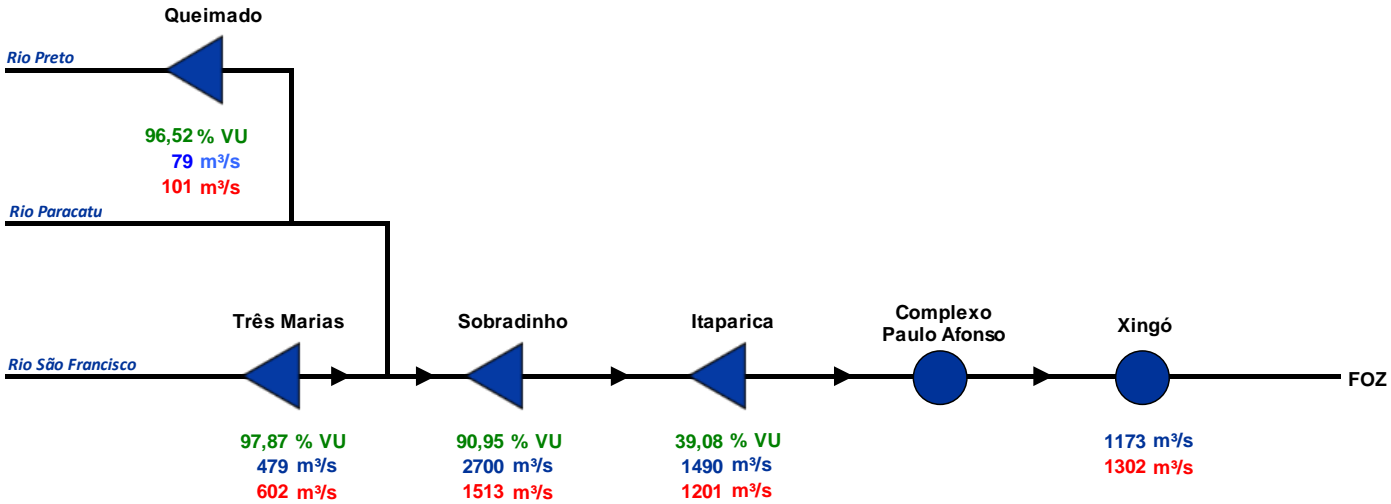 Queimado
Rio Preto
96,52 % VU
79 m³/s
101 m³/s
Rio Paracatu
Três Marias
Sobradinho
Itaparica
Complexo
Paulo Afonso
Xingó
Rio São Francisco
FOZ
97,87 % VU
479 m³/s
602 m³/s
90,95 % VU
2700 m³/s
1513 m³/s
39,08 % VU
1490 m³/s
1201 m³/s
1173 m³/s
1302 m³/s